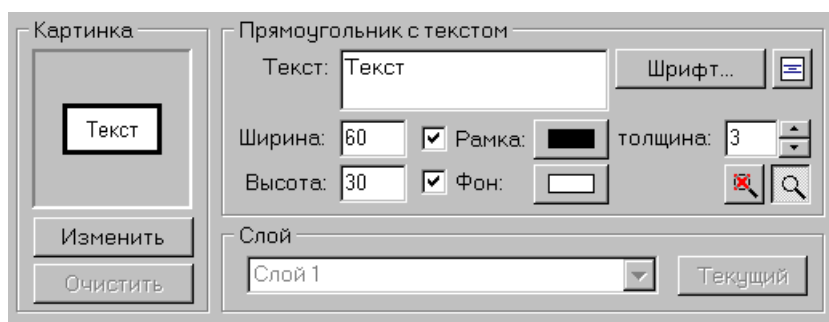 Картинка
Текст
Изменить
Очистить
Прямоугольник с текстом
Текст: Текст
Шрифт...
Ширина: 60
Рамка:
толщина: 3
Высота: 30
Фон:
Слой
Слой 1
Текущий